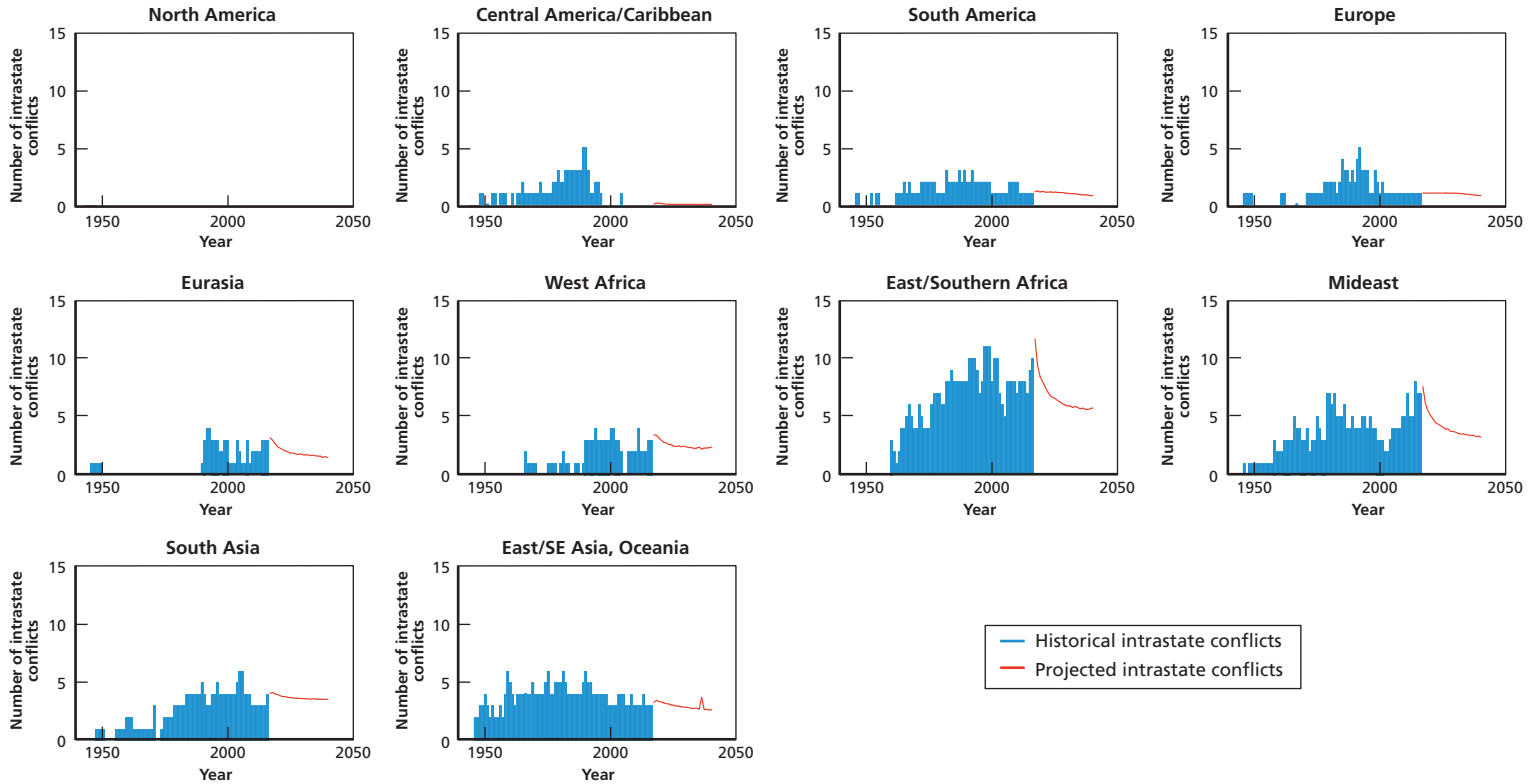 North America
Number of intrastate
conflicts
15
10
5
0
1950
2000
2050
Year
Central America/Caribbean
Number of intrastate
conflicts
15
10
5
0
1950
2000
2050
Year
South America
Number of intrastate
conflicts
15
10
5
0
1950
2000
2050
Year
Europe
Number of intrastate
conflicts
15
10
5
0
1950
2000
2050
Year
Eurasia
Number of intrastate
conflicts
15
10
5
0
1950
2000
2050
Year
West Africa
Number of intrastate
conflicts
15
10
5
0
1950
2000
2050
Year
East/Southern Africa
Number of intrastate
conflicts
15
10
5
0
1950
2000
2050
Year
Mideast
Number of intrastate
conflicts
15
10
5
0
1950
2000
2050
Year
South Asia
Number of intrastate
conflicts
15
10
5
0
1950
2000
2050
Year
East/SE Asia, Oceania
Number of intrastate
conflicts
15
10
5
0
1950
2000
2050
Year
Historical intrastate conflicts
Projected intrastate conflicts